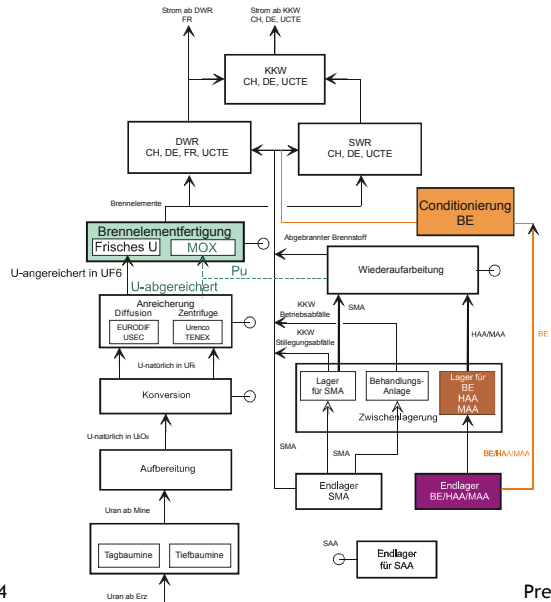 Strom ab DWR
FR
Strom ab KKW
CH, DE, UCTE
KKW
CH, DE, UCTE
DWR
CH, DE, FR, UCTE
SWR
CH, DE, UCTE
Brennelemente
Conditionierung
BE
Brennelementfertigung
Frisches U
MOX
Abgebrannter Brennstoff
Wiederaufarbeitung
U-angereichert in UF6
Pu
U-abgereichert
Anreicherung
Diffusion
Zentrifuge
EURODIF
USEC
Urenco
TENEX
KKW
Betriebsabfälle
SMA
KKW
Stillegungsabfälle
HAA/MAA
BE
U-natürlich in UF6
Lager
für SMA
Behandlungs-
Anlage
Lager für
BE
HAA
MAA
Zwischenlagerung
Konversion
U-natürlich in U3O8
SMA
SMA
BE/HAA/MAA
Aufbereitung
Endlager
SMA
Endlager
BE/HAA/MAA
Uran ab Mine
Tagbaumine
Tiefbaumine
SAA
Endlager
für SAA
Uran ab Erz
4
Pre